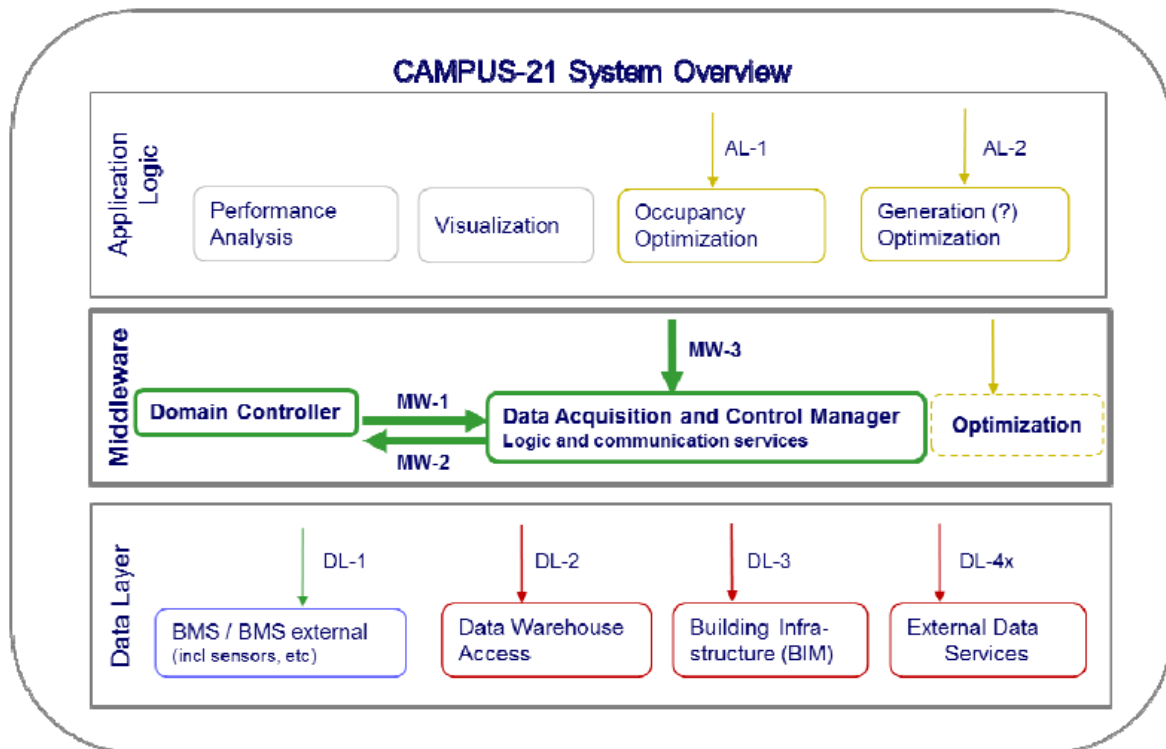 CAMPUS-21 System Overview
Application
Logic
AL-1
AL-2
Performance
Analysis
Visualization
Occupancy
Optimization
Generation (?)
Optimization
Middleware
MW-3
Domain Controller
MW-1
MW-2
Data Acquisition and Control Manager
Logic and communication services
Optimization
Data Layer
DL-1
DL-2
DL-3
DL-4x
BMS / BMS external
(incl sensors, etc)
Data Warehouse
Access
Building Infra-
structure (BIM)
External Data
Services